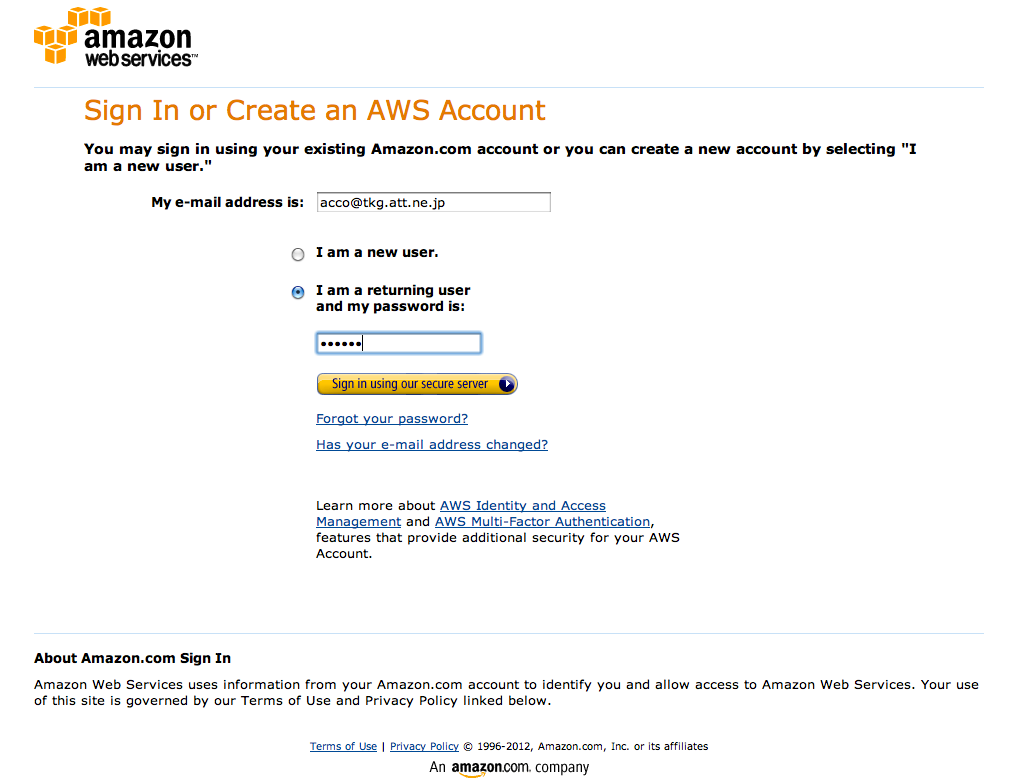 amazon
web services™
Sign In or Create an AWS Account
You may sign in using your existing Amazon.com account or you can create a new account by selecting "I
am a new user."
My e-mail address is: acco@tkg.att.ne.jp
I am a new user.
I am a returning user
and my password is:
••••••
Sign in using our secure server
Forgot your password?
Has your e-mail address changed?
Learn more about AWS Identity and Access
Management and AWS Multi-Factor Authentication,
features that provide additional security for your AWS
Account.
About Amazon.com Sign In
Amazon Web Services uses information from your Amazon.com account to identify you and allow access to Amazon Web Services. Your use
of this site is governed by our Terms of Use and Privacy Policy linked below.
Terms of Use | Privacy Policy © 1996-2012, Amazon.com, Inc. or its affiliates
An amazon.com. company